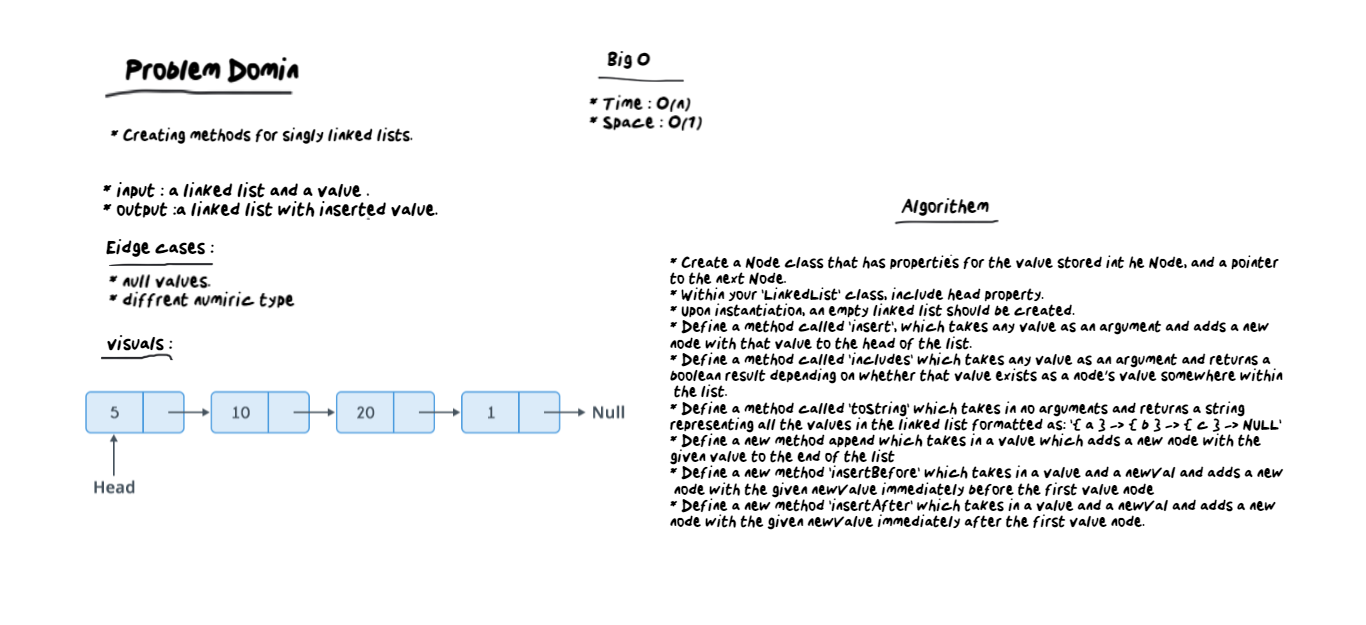 Problem Domin
* Creating methods for singly linked lists.
* input : a linked list and a value .
* output :a linked list with inserted value.
Eidge cases :
* null values.
* diffrent numiric type
visuals :
5 10 20 1 Null
Head
Big O
* Time : O(n)
* Space : O(1)
Algorithem
* Create a Node class that has properties for the value stored int he Node, and a pointer
to the next Node.
* Within your 'LinkedList' class, include head property.
* Upon instantiation, an empty linked list should be created.
* Define a method called 'insert', which takes any value as an argument and adds a new
node with that value to the head of the list.
* Define a method called 'includes' which takes any value as an argument and returns a
boolean result depending on whether that value exists as a node's value somewhere within
the list.
* Define a method called 'toString' which takes in no arguments and returns a string
representing all the values in the linked list formatted as: '{ a } -> { b } -> { c } -> NULL'
* Define a new method append which takes in a value which adds a new node with the
given value to the end of the list
* Define a new method 'insertBefore' which takes in a value and a newVal and adds a new
node with the given newValue immediately before the first value node
* Define a new method 'insertAfter' which takes in a value and a newVal and adds a new
node with the given newValue immediately after the first value node.